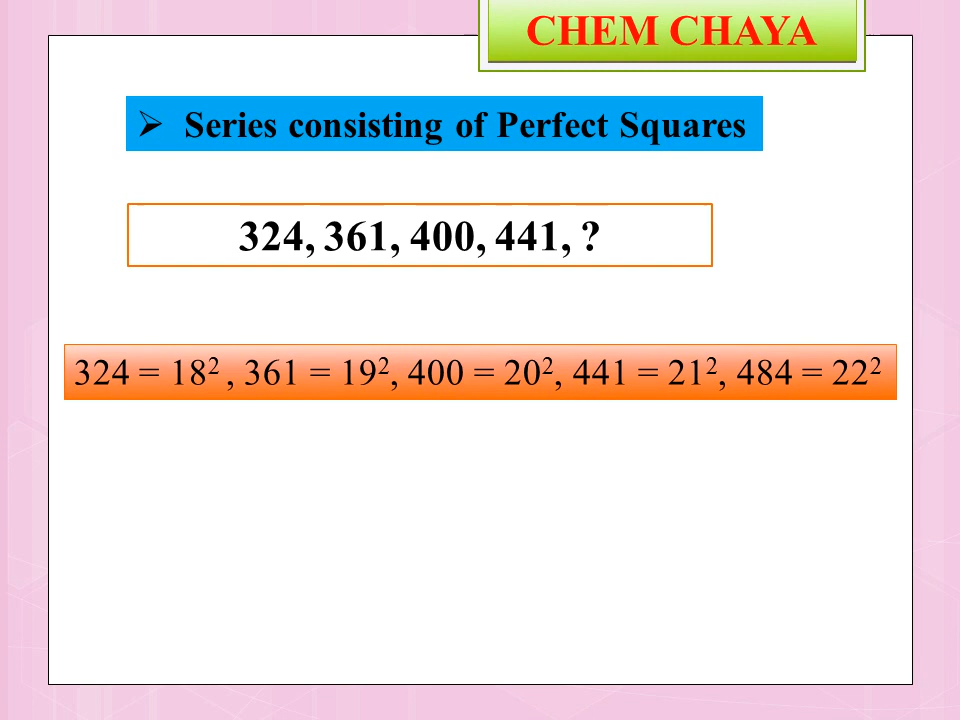 CHEM CHAYA
➢ Series consisting of Perfect Squares
324, 361, 400, 441, ?
324 = 18² , 361 = 19², 400 = 20², 441 = 21², 484 = 22²